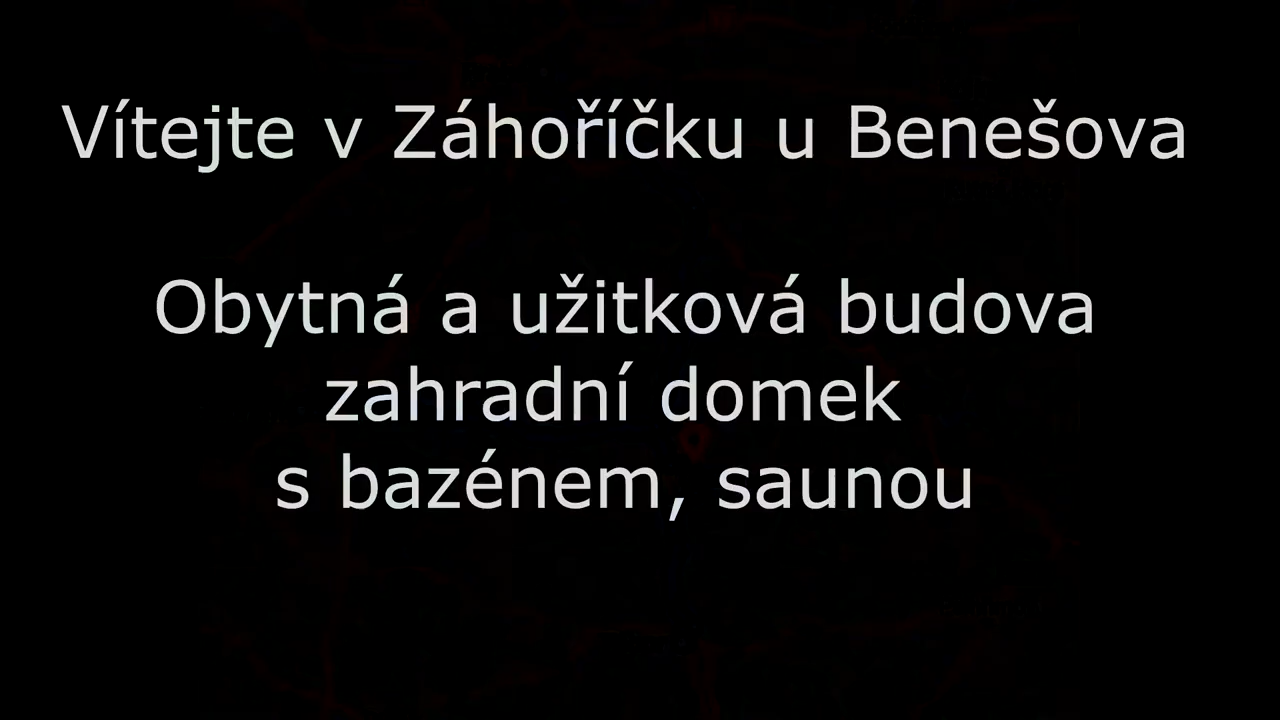 Vítejte v Záhoříčku u Benešova
Obytná a užitková budova
zahradní domek
s bazénem, saunou